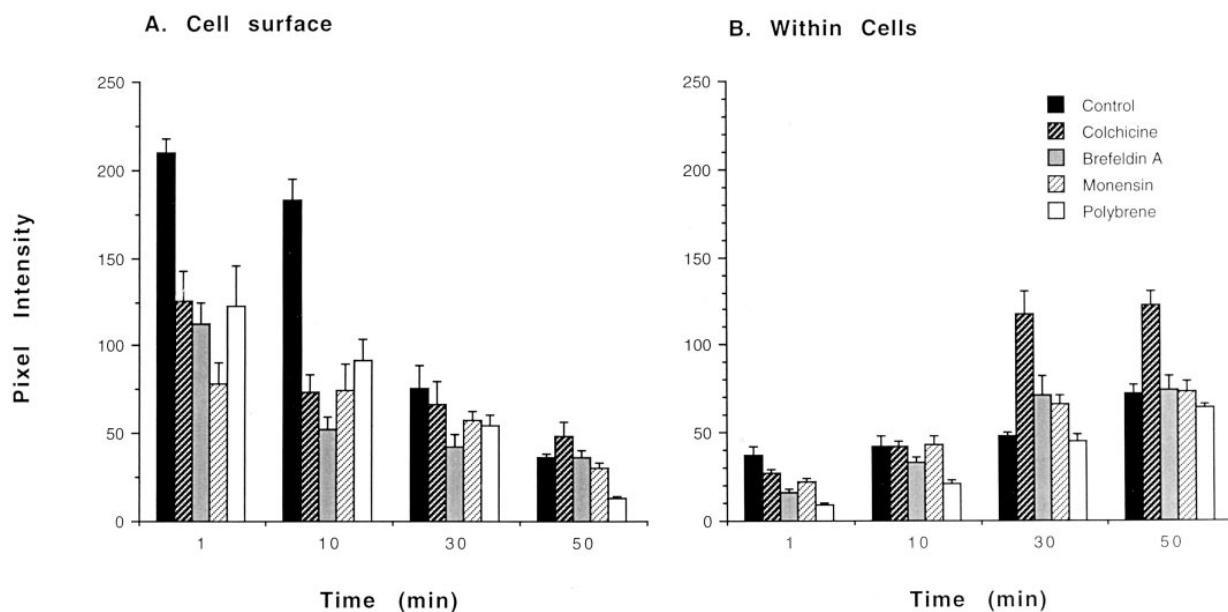 A. Cell surface
B. Within Cells
Pixel Intensity
250
200
150
100
50
0
1 10 30 50
Time (min)
250
200
150
100
50
0
Control
Colchicine
Brefeldin A
Monensin
Polybrene
1 10 30 50
Time (min)